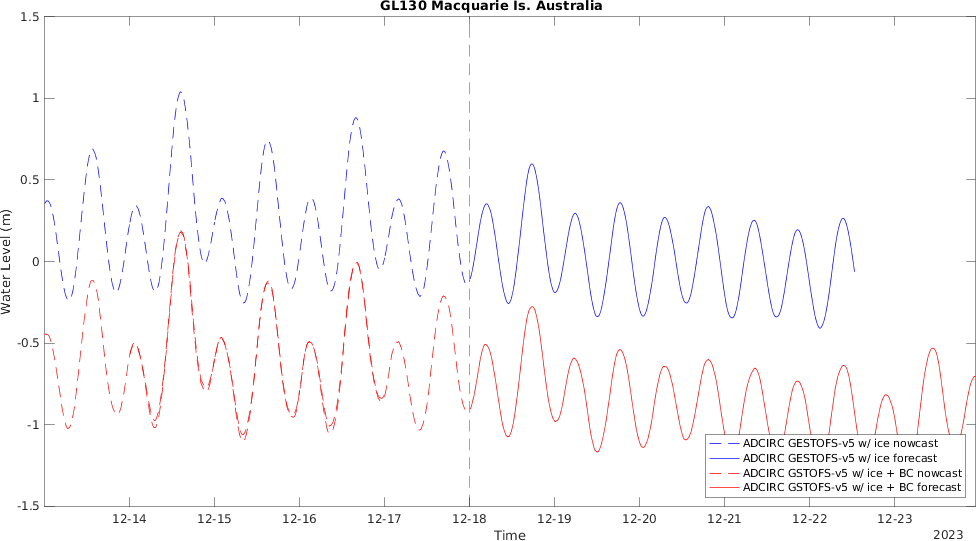 GL130 Macquarie Is. Australia
1.5
1
0.5
0
-0.5
-1
-1.5
Water Level (m)
ADCIRC GESTOFS-v5 w/ ice nowcast
ADCIRC GESTOFS-v5 w/ ice forecast
ADCIRC GSTOFS-v5 w/ ice + BC nowcast
ADCIRC GSTOFS-v5 w/ ice + BC forecast
12-14 12-15 12-16 12-17 12-18 12-19 12-20 12-21 12-22 12-23
Time
2023